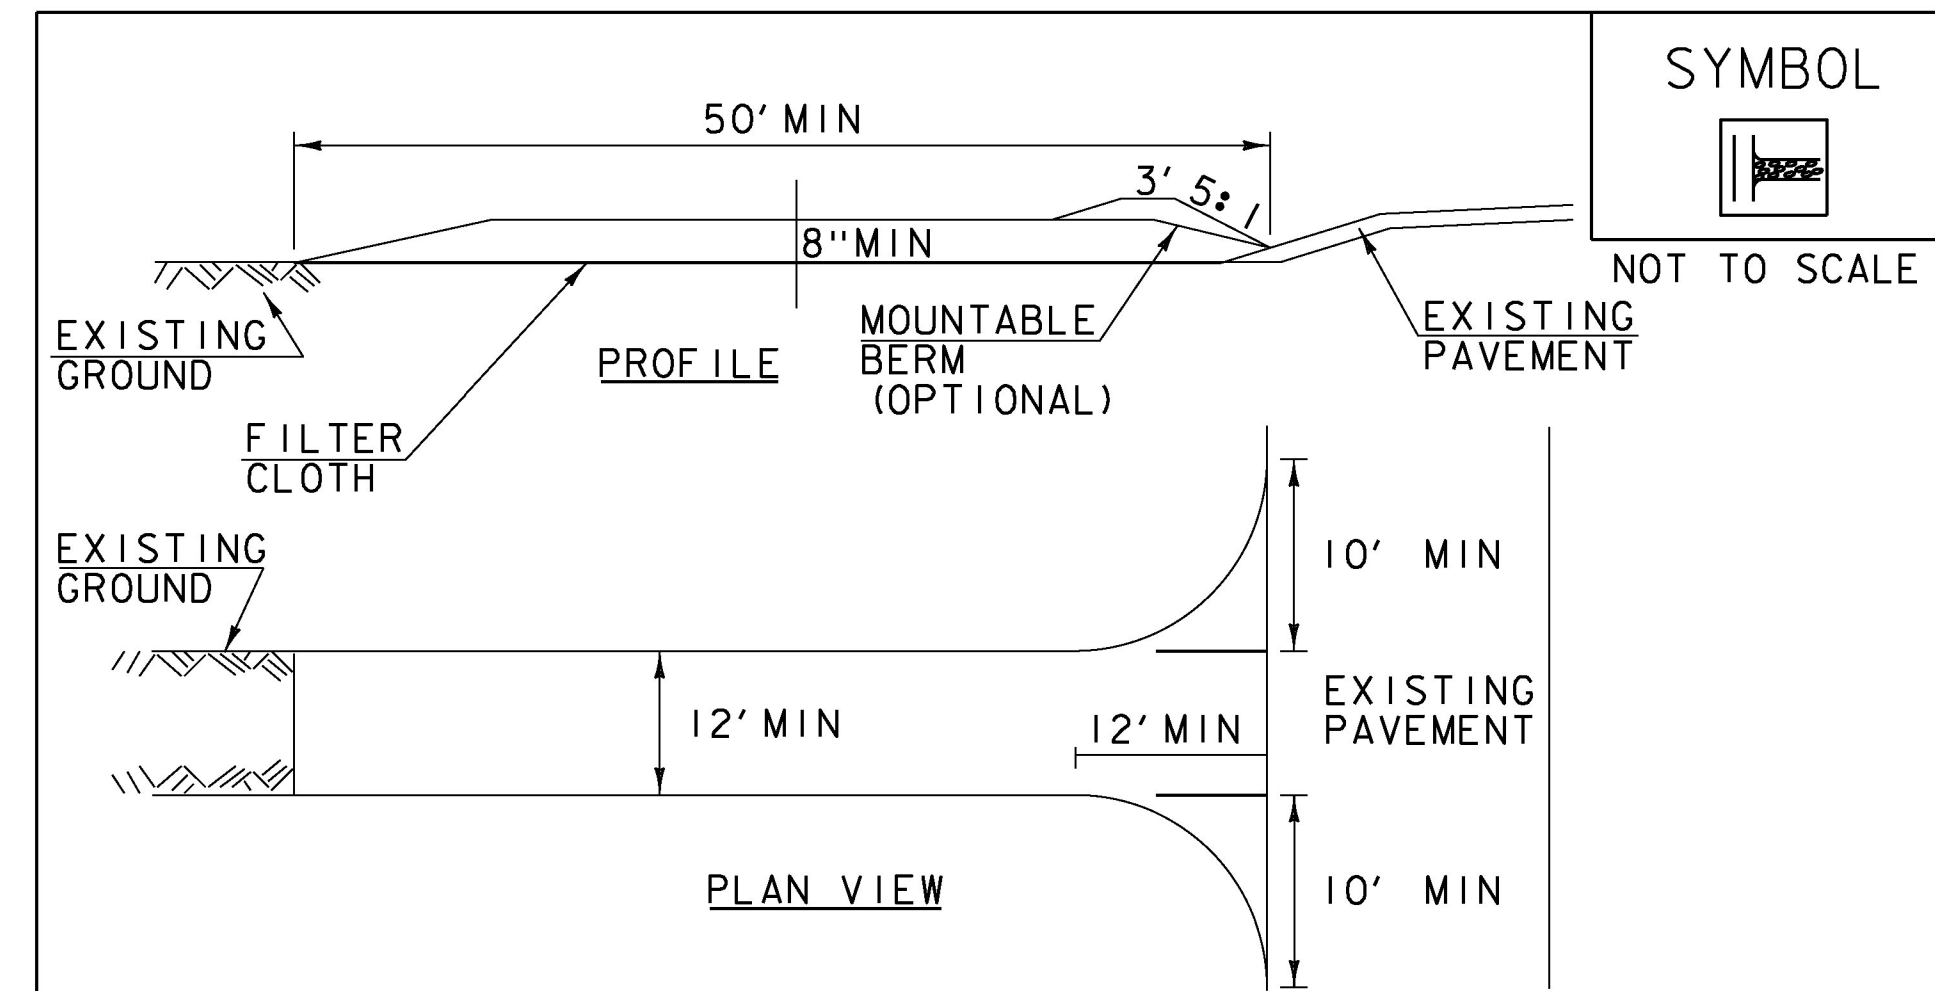 SYMBOL
50' MIN
3' 5:1
8" MIN
NOT TO SCALE
EXISTING
GROUND
PROFILE
MOUNTABLE
BERM
(OPTIONAL)
EXISTING
PAVEMENT
FILTER
CLOTH
EXISTING
GROUND
10' MIN
12' MIN
12' MIN
EXISTING
PAVEMENT
PLAN VIEW
10' MIN